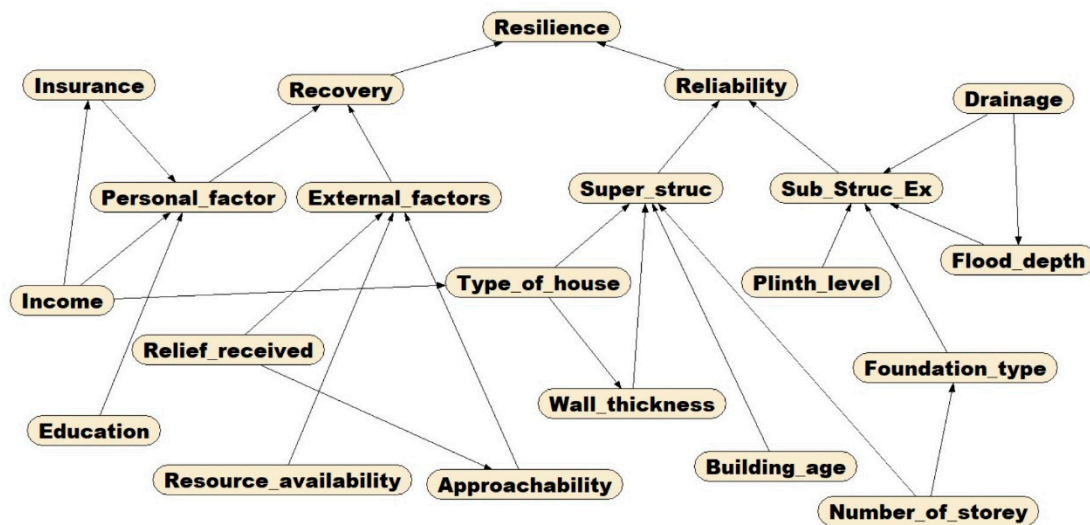 Resilience
Insurance
Recovery
Reliability
Drainage
Personal_factor
External_factors
Super_struc
Sub_Struc_Ex
Flood_depth
Income
Type_of_house
Plinth_level
Relief_received
Foundation_type
Education
Wall_thickness
Resource_availability
Approachability
Building_age
Number_of_storey